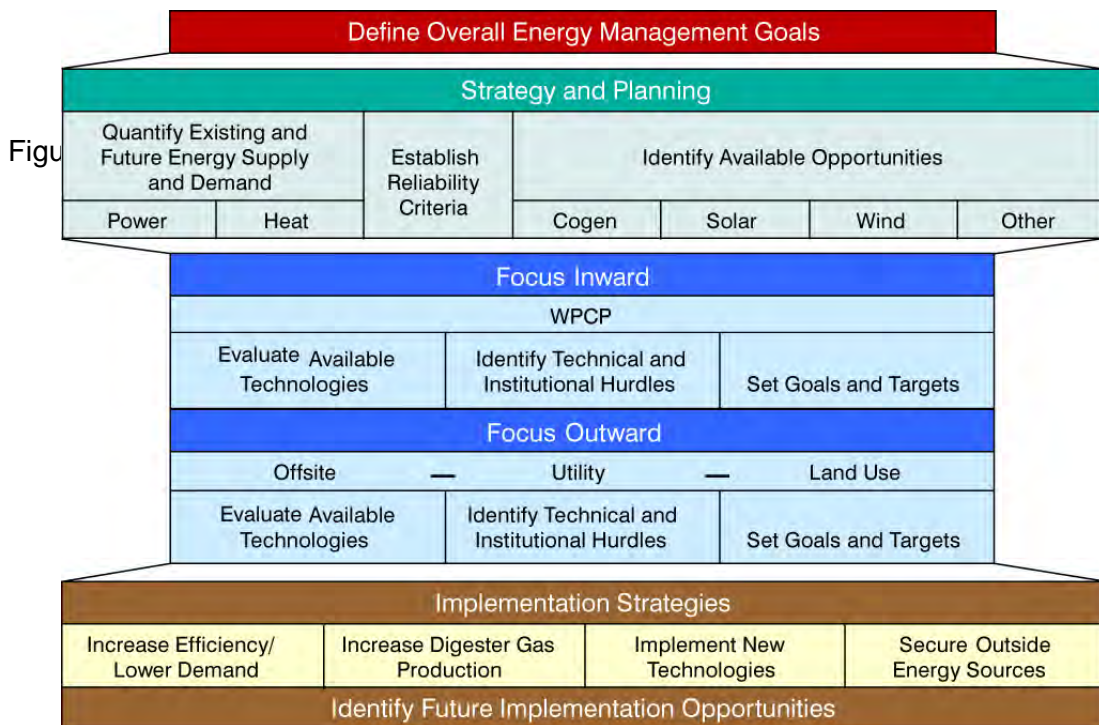 Define Overall Energy Management Goals
Strategy and Planning
Quantify Existing and
Future Energy Supply
and Demand
Power
Heat
Establish
Reliability
Criteria
Identify Available Opportunities
Cogen
Solar
Wind
Other
Figu
Focus Inward
WPCP
Evaluate Available
Technologies
Identify Technical and
Institutional Hurdles
Set Goals and Targets
Focus Outward
Offsite — Utility — Land Use
Evaluate Available
Technologies
Identify Technical and
Institutional Hurdles
Set Goals and Targets
Implementation Strategies
Increase Efficiency/
Lower Demand
Increase Digester Gas
Production
Implement New
Technologies
Secure Outside
Energy Sources
Identify Future Implementation Opportunities